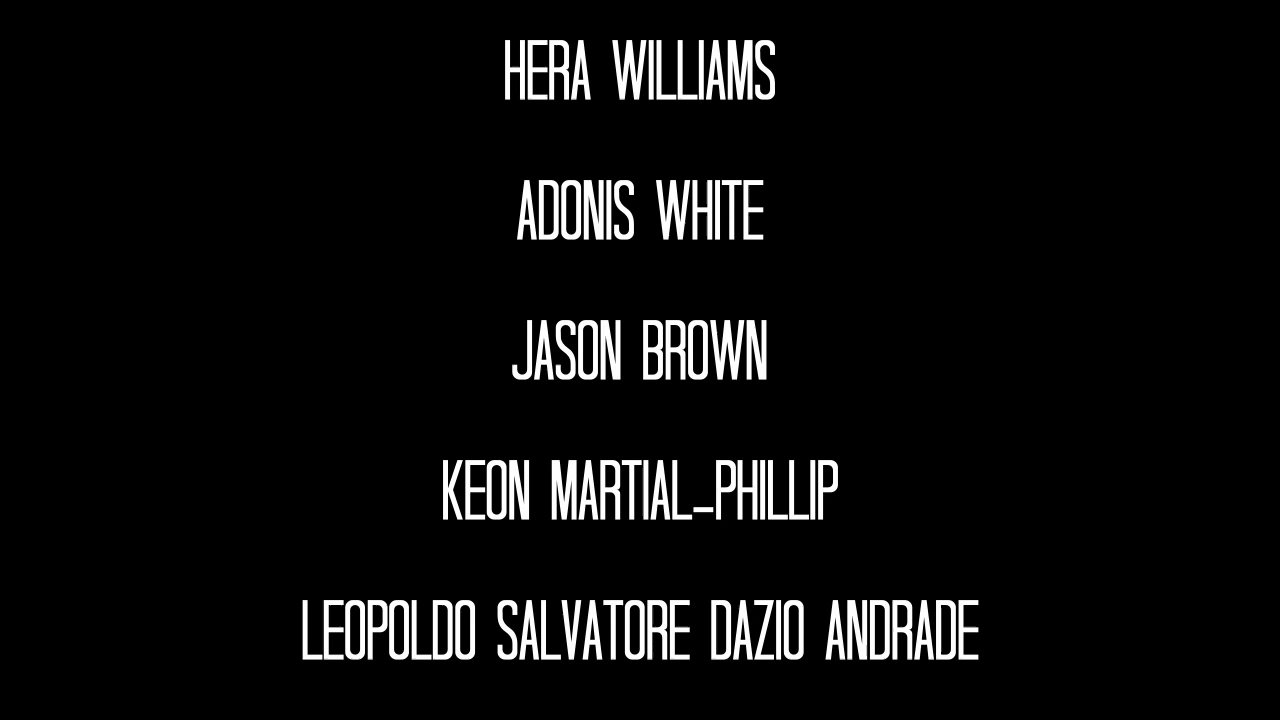 HERA WILLIAMS
ADONIS WHITE
JASON BROWN
KEON MARTIAL-PHILLIP
LEOPOLDO SALVATORE DAZIO ANDRADE